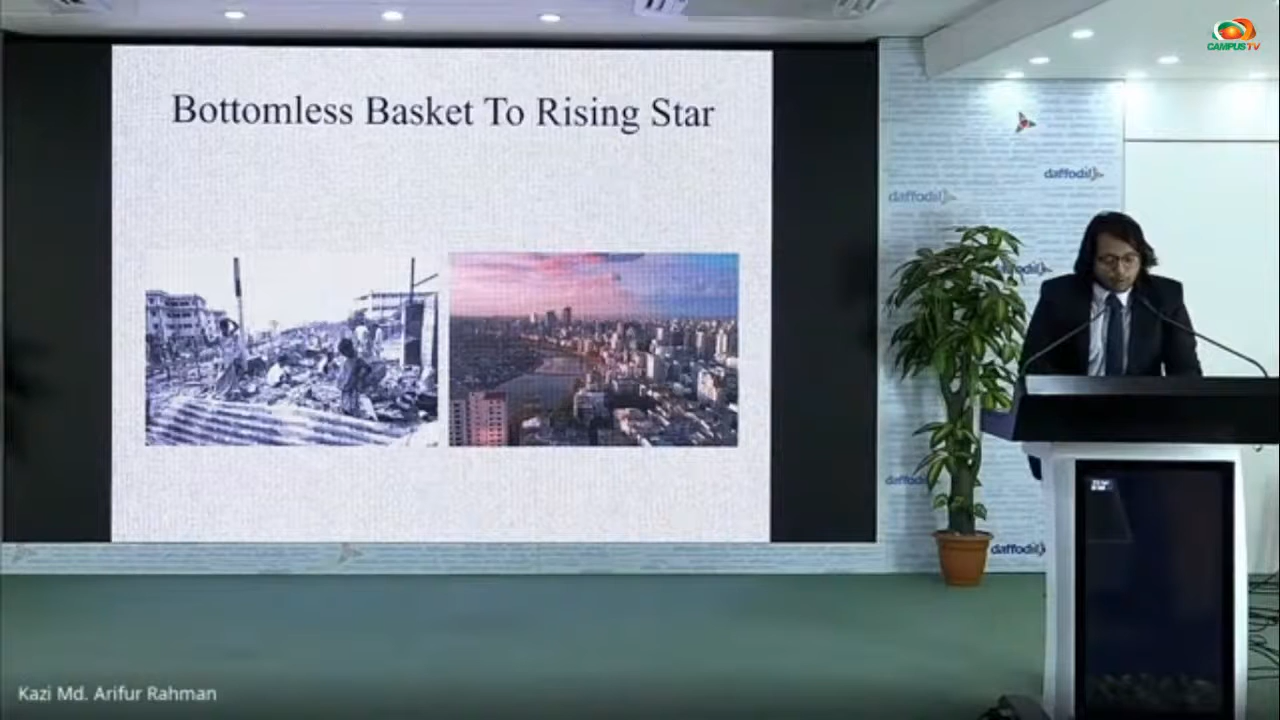 CAMPUS TV
Bottomless Basket To Rising Star
daffodil
daffodil
daffodil
daffodil
daffodil
Kazi Md. Arifur Rahman